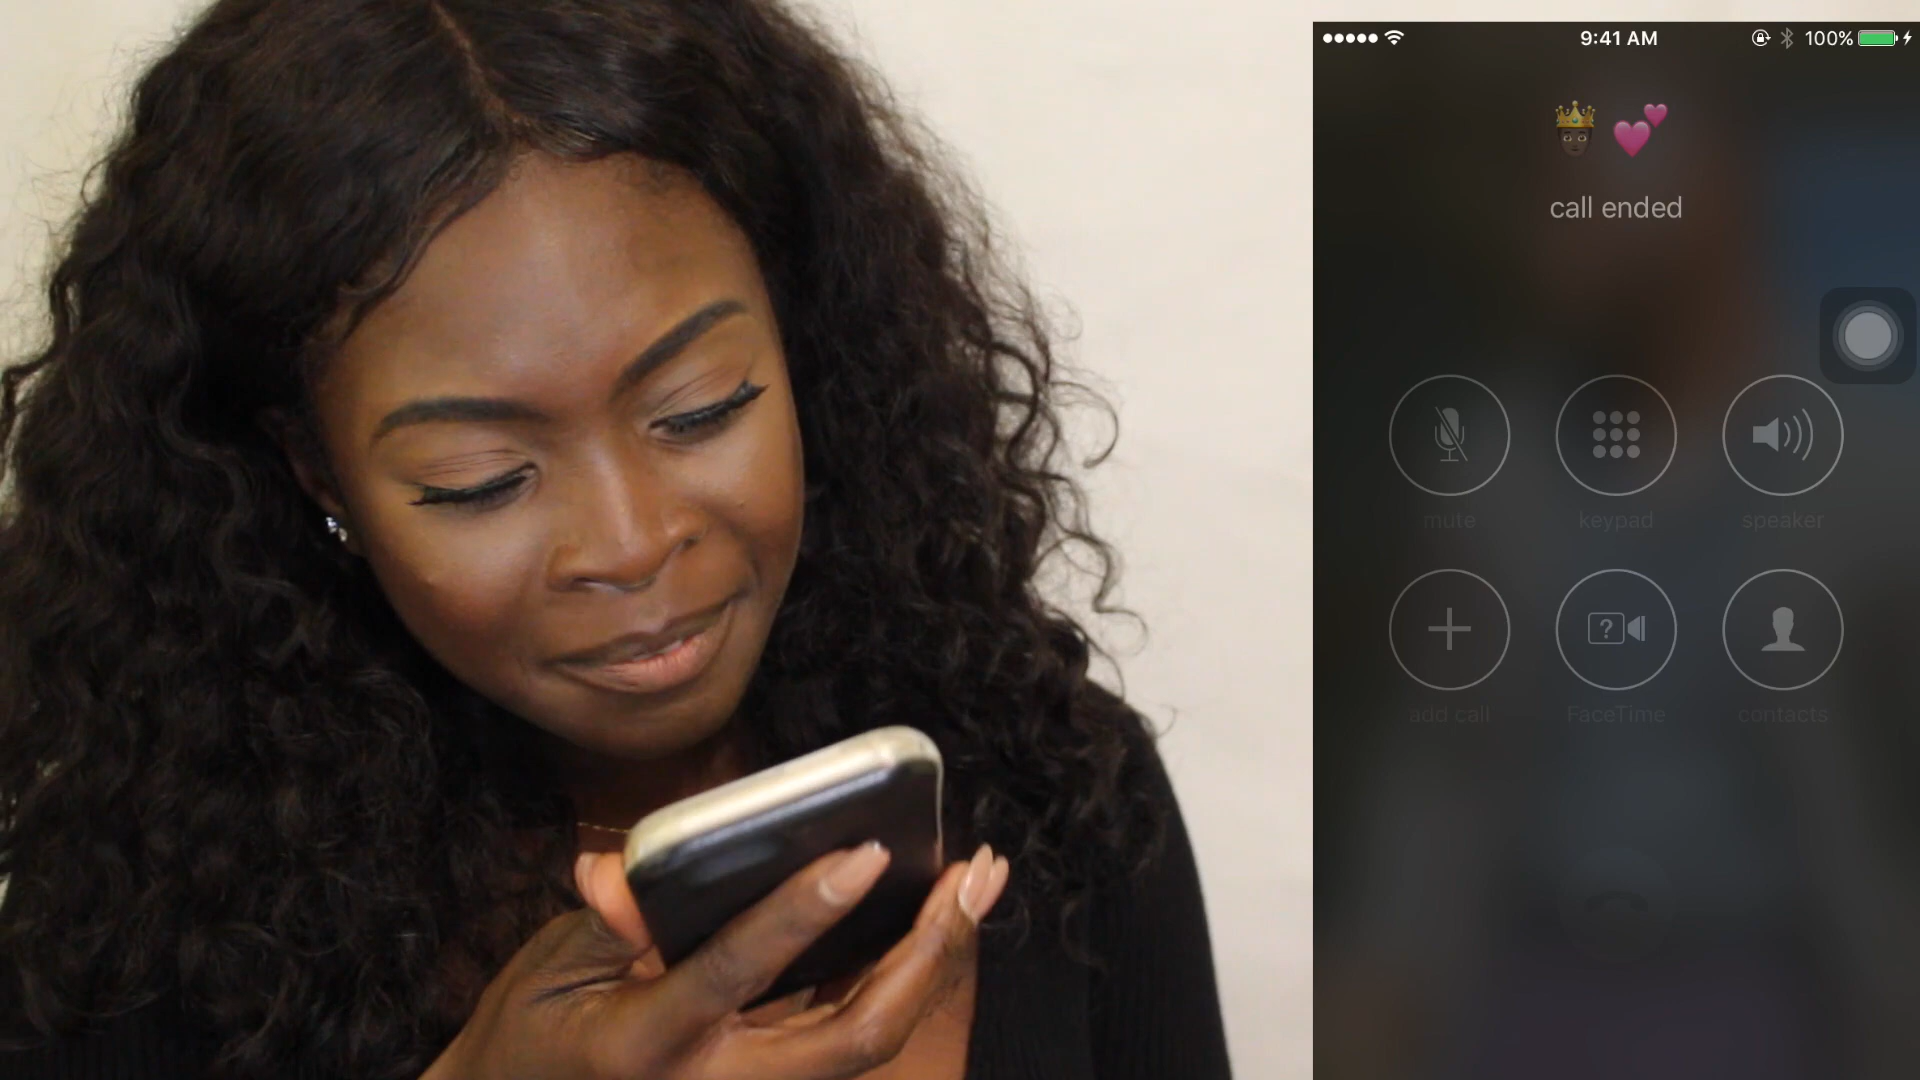 9:41 AM 100%
call ended
mute keypad speaker
add call FaceTime contacts